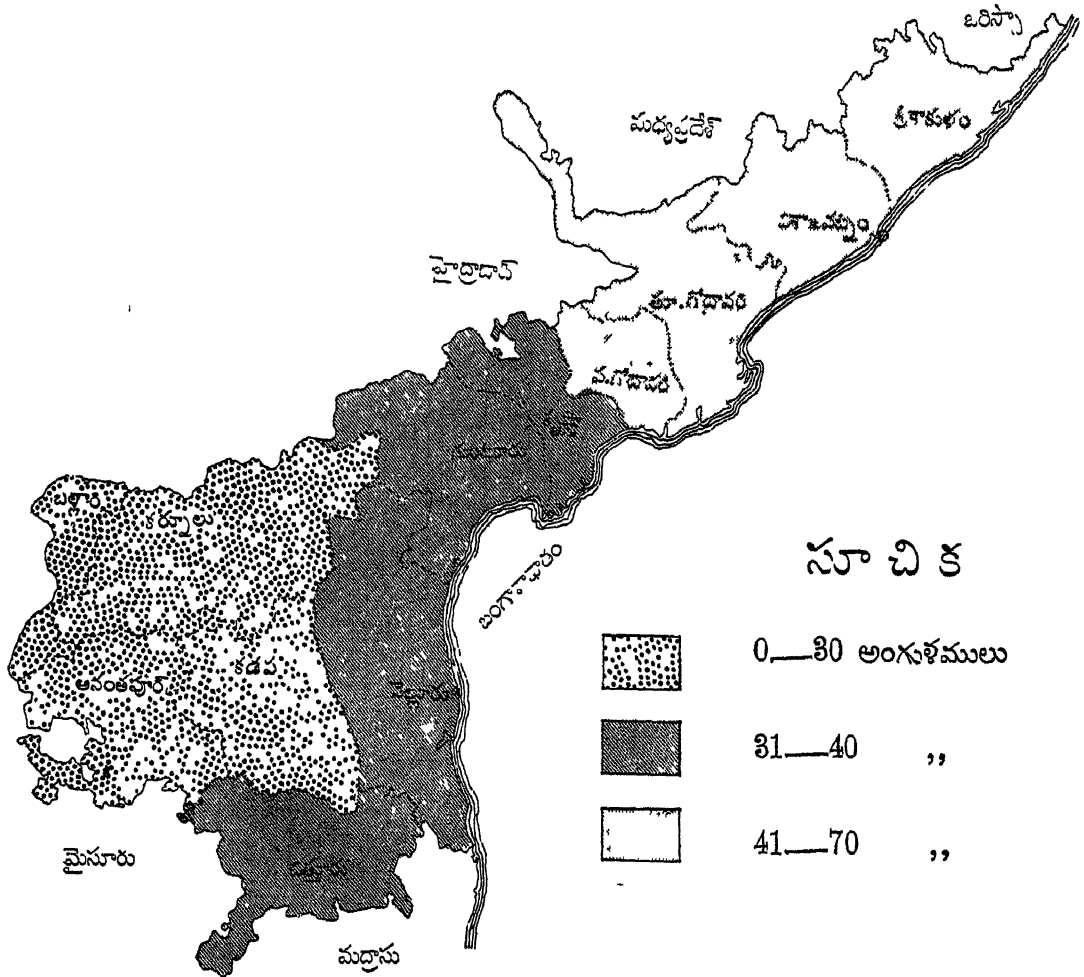 ఒరిస్సా
మధ్యప్రదేశ్
శ్రీకాకుళం
విశాఖపట్నం
హైద్రాబాద్
తూ.గోదావరి
ప.గోదావరి
కృష్ణా
గుంటూరు
బళ్లారి
కర్నూలు
బంగాళాఖాతం
సూచిక
0—30 అంగుళములు
కడప
అనంతపూర్
నెల్లూరు
31—40 ,,
41—70 ,,
మైసూరు
చిత్తూరు
మద్రాసు